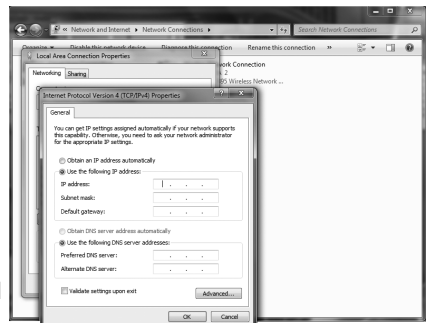 « Network and Internet ▸ Network Connections ▸
Search Network Connections
Organize Disable this network device Diagnose this connection Rename this connection »
Local Area Connection Properties
Networking Sharing
ork Connection
2
95 Wireless Network ...
Internet Protocol Version 4 (TCP/IPv4) Properties
General
You can get IP settings assigned automatically if your network supports
this capability. Otherwise, you need to ask your network administrator
for the appropriate IP settings.
Obtain an IP address automatically
Use the following IP address:
IP address:
Subnet mask:
Default gateway:
Obtain DNS server address automatically
Use the following DNS server addresses:
Preferred DNS server:
Alternate DNS server:
Validate settings upon exit
Advanced...
OK Cancel